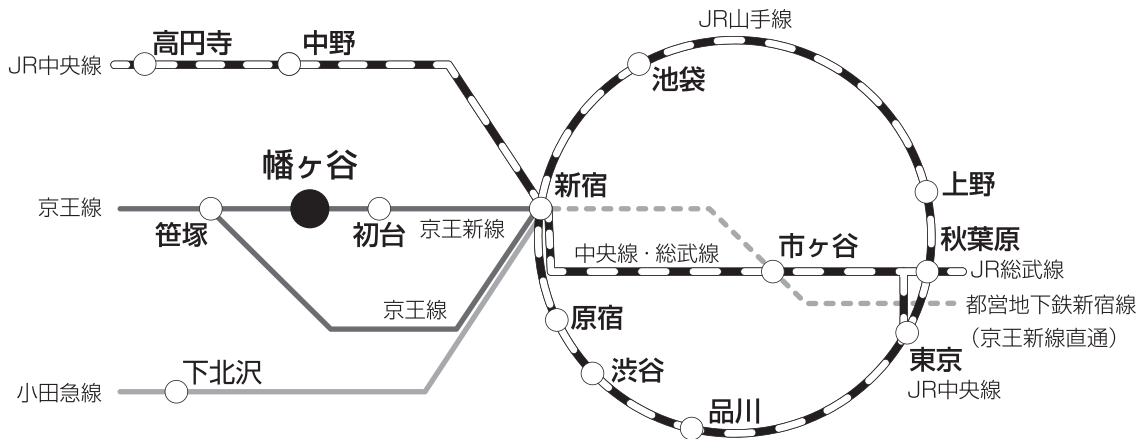 JR山手線
高円寺
中野
JR中央線
池袋
幡ヶ谷
新宿
上野
京王線
笹塚
初台
京王新線
市ヶ谷
秋葉原
中央線・総武線
JR総武線
京王線
原宿
都営地下鉄新宿線
(京王新線直通)
下北沢
渋谷
東京
JR中央線
小田急線
品川